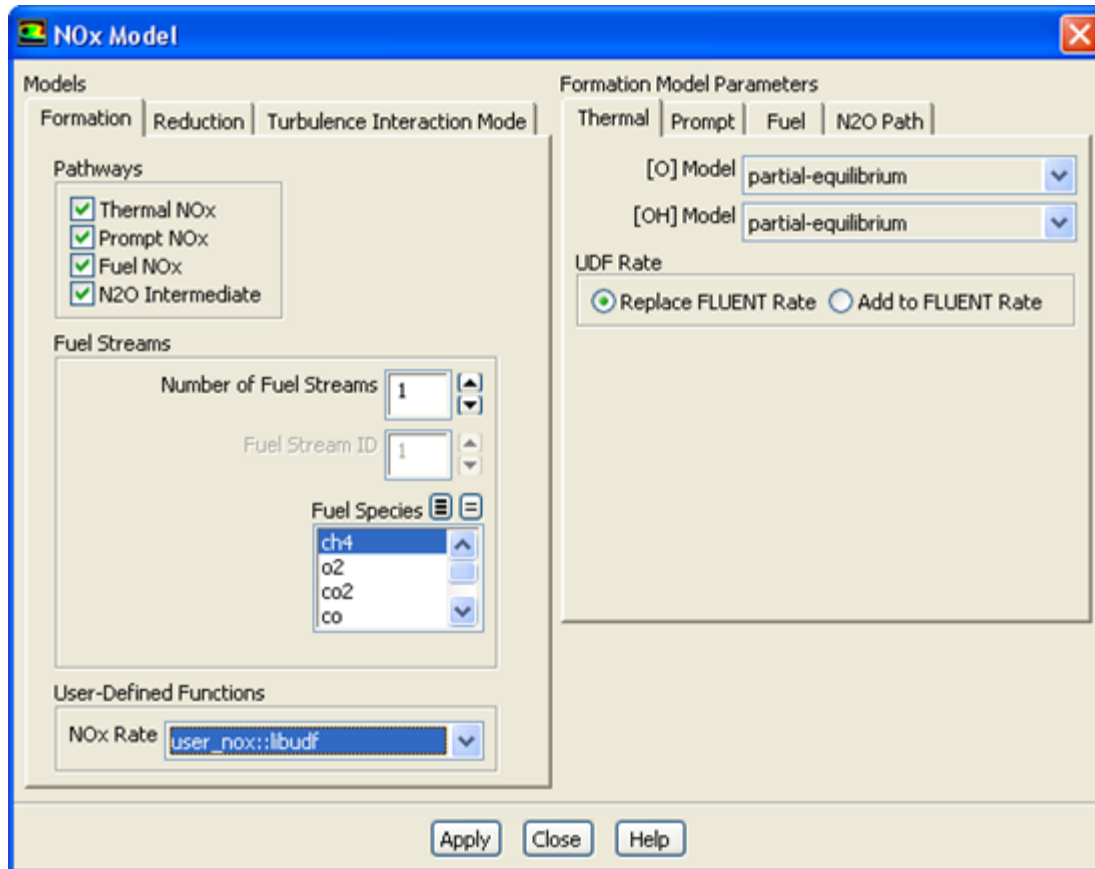 NOx Model
Models
Formation Reduction Turbulence Interaction Mode
Pathways
Thermal NOx
Prompt NOx
Fuel NOx
N2O Intermediate
Fuel Streams
Number of Fuel Streams 1
Fuel Stream ID 1
Fuel Species
ch4
o2
co2
co
User-Defined Functions
NOx Rate user_nox::libudf
Formation Model Parameters
Thermal Prompt Fuel N2O Path
[O] Model partial-equilibrium
[OH] Model partial-equilibrium
UDF Rate
Replace FLUENT Rate Add to FLUENT Rate
Apply Close Help